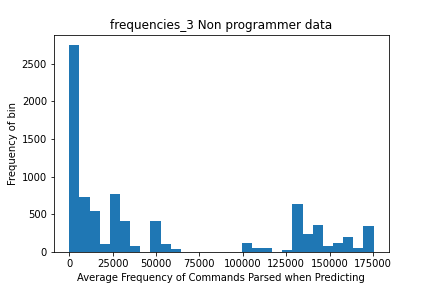 frequencies_3 Non programmer data
Frequency of bin
2500
2000
1500
1000
500
0
0 25000 50000 75000 100000 125000 150000 175000
Average Frequency of Commands Parsed when Predicting